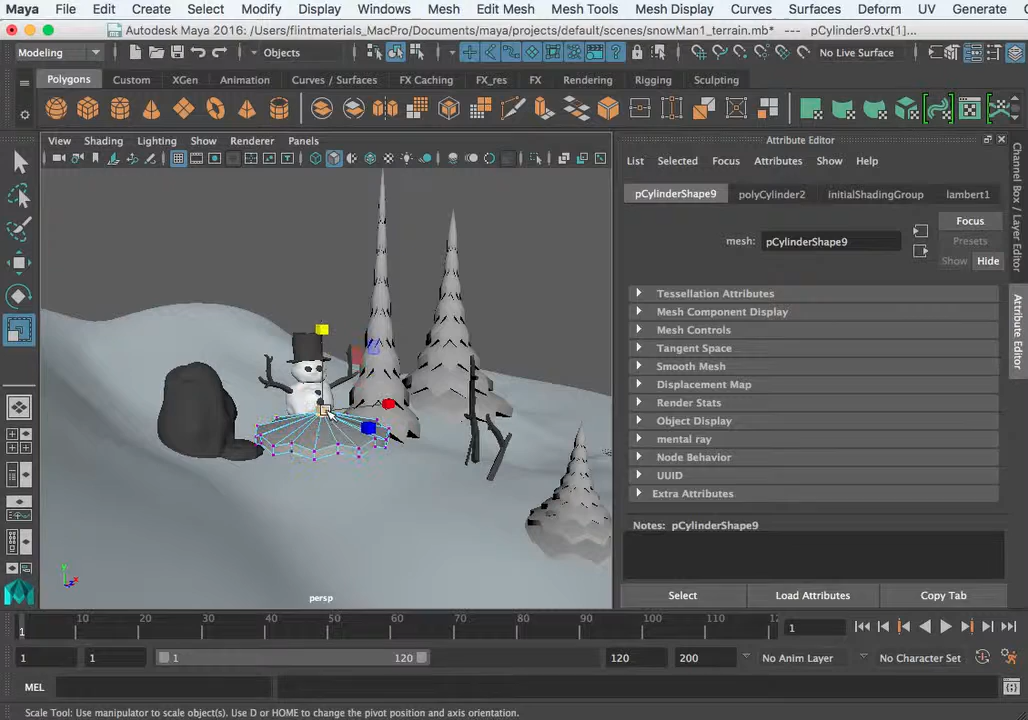 Maya File Edit Create Select Modify Display Windows Mesh Edit Mesh Mesh Tools Mesh Display Curves Surfaces Deform UV Generate
Autodesk Maya 2016: /Users/flintmaterials_MacPro/Documents/maya/projects/default/scenes/snowMan1_terrain.mb* --- pCylinder9.vtx[1]...
Modeling Objects No Live Surface
Polygons Custom XGen Animation Curves / Surfaces FX Caching FX_res FX Rendering Rigging Sculpting
View Shading Lighting Show Renderer Panels
Attribute Editor
List Selected Focus Attributes Show Help
pCylinderShape9 polyCylinder2 initialShadingGroup lambert1
Focus
mesh: pCylinderShape9
Presets
Show Hide
Tessellation Attributes
Mesh Component Display
Mesh Controls
Tangent Space
Smooth Mesh
Displacement Map
Render Stats
Object Display
mental ray
Node Behavior
UUID
Extra Attributes
Notes: pCylinderShape9
Select Load Attributes Copy Tab
Channel Box / Layer Editor
Attribute Editor
persp
1 10 20 30 40 50 60 70 80 90 100 110 12 1
1 1 1 120 120 200 No Anim Layer No Character Set
MEL
Scale Tool: Use manipulator to scale object(s). Use D or HOME to change the pivot position and axis orientation.